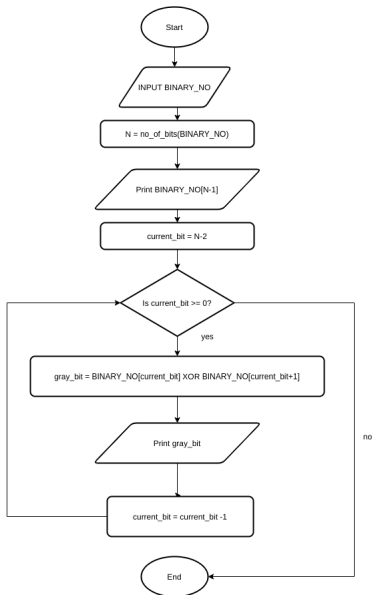 Start
INPUT BINARY_NO
N = no_of_bits(BINARY_NO)
Print BINARY_NO[N-1]
current_bit = N-2
Is current_bit >= 0?
yes
gray_bit = BINARY_NO[current_bit] XOR BINARY_NO[current_bit+1]
no
Print gray_bit
current_bit = current_bit -1
End